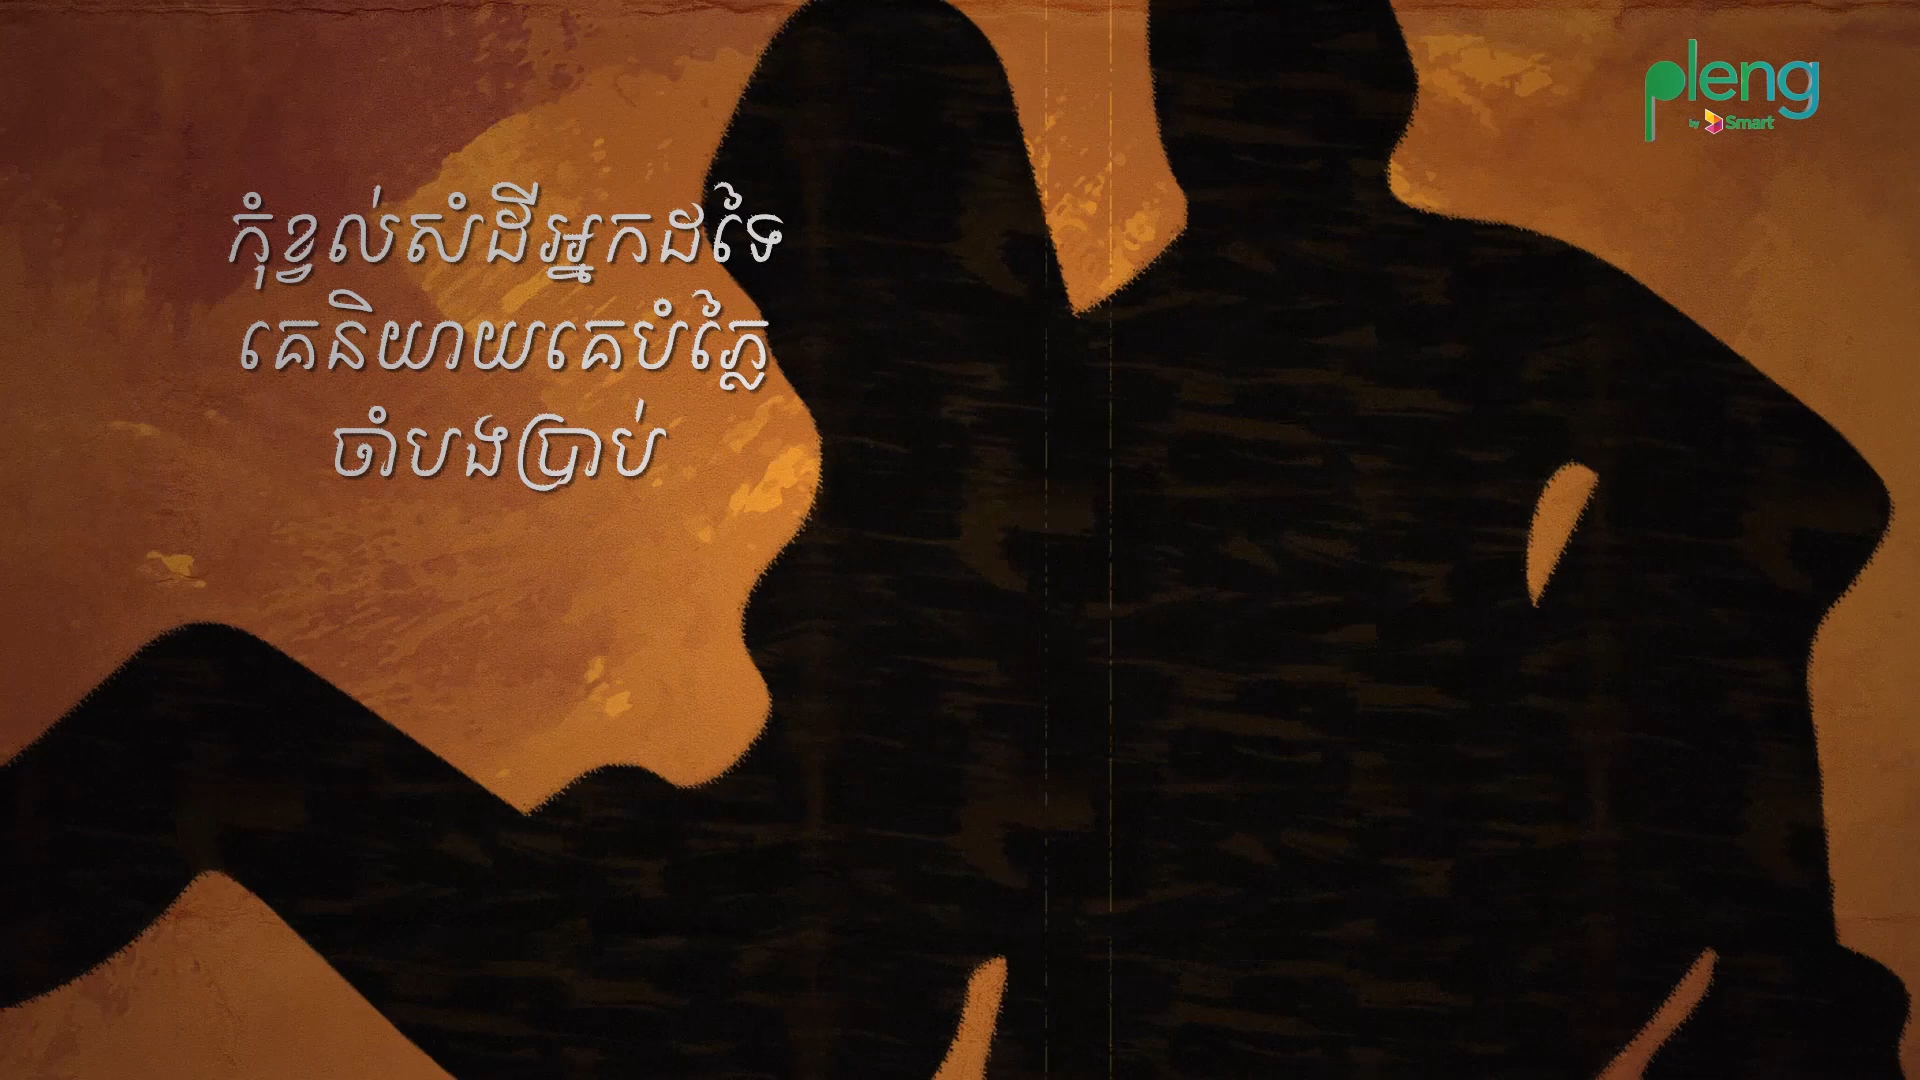 pleng
by Smart
កុំខ្វល់សំដីអ្នកដទៃ
គេនិយាយគេបំភ្លៃ
ចាំបងប្រាប់